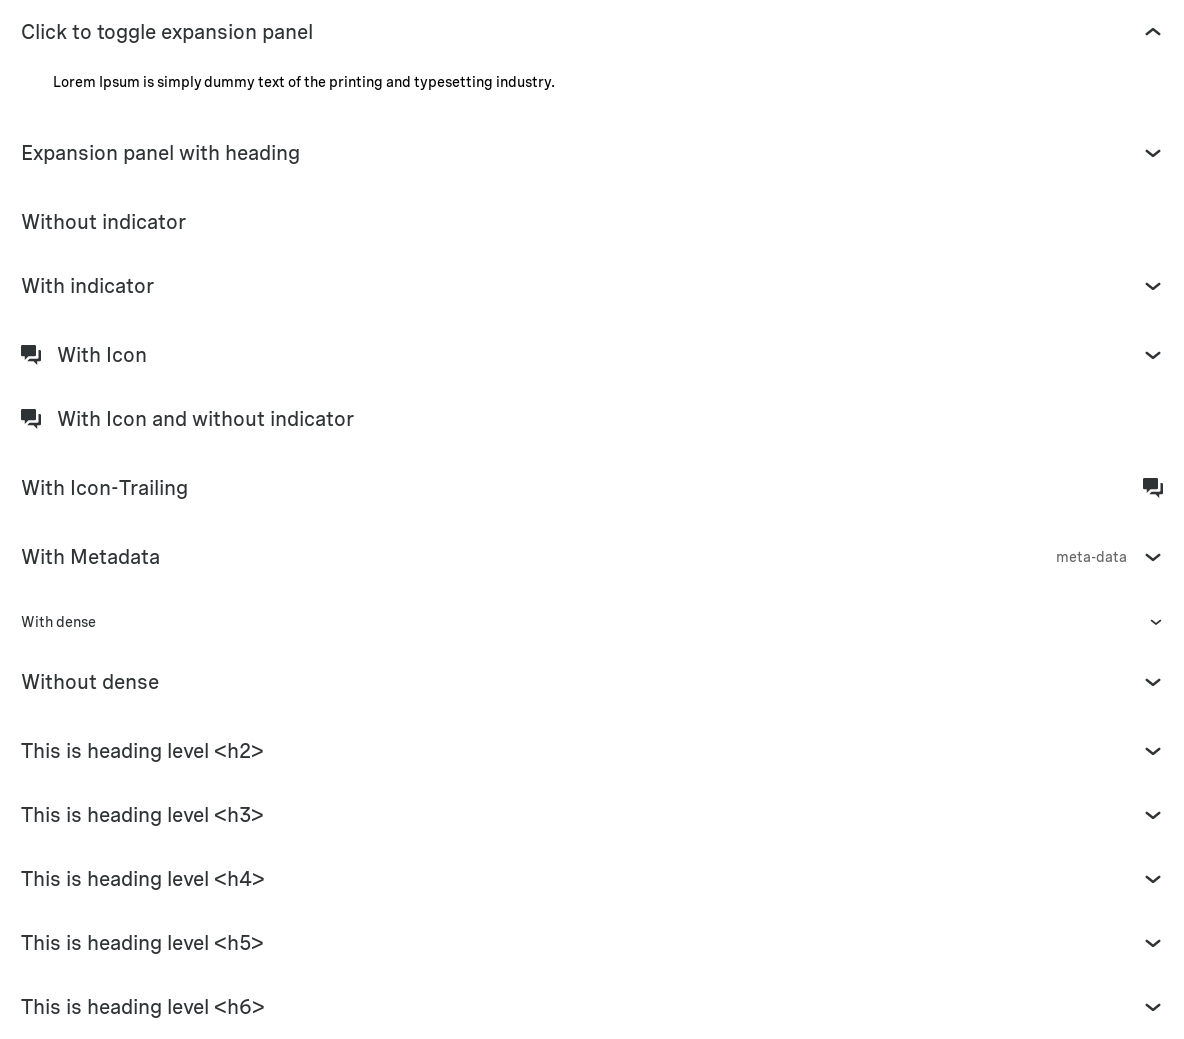 Click to toggle expansion panel
Lorem Ipsum is simply dummy text of the printing and typesetting industry.
Expansion panel with heading
Without indicator
With indicator
With Icon
With Icon and without indicator
With Icon-Trailing
With Metadata meta-data
With dense
Without dense
This is heading level <h2>
This is heading level <h3>
This is heading level <h4>
This is heading level <h5>
This is heading level <h6>